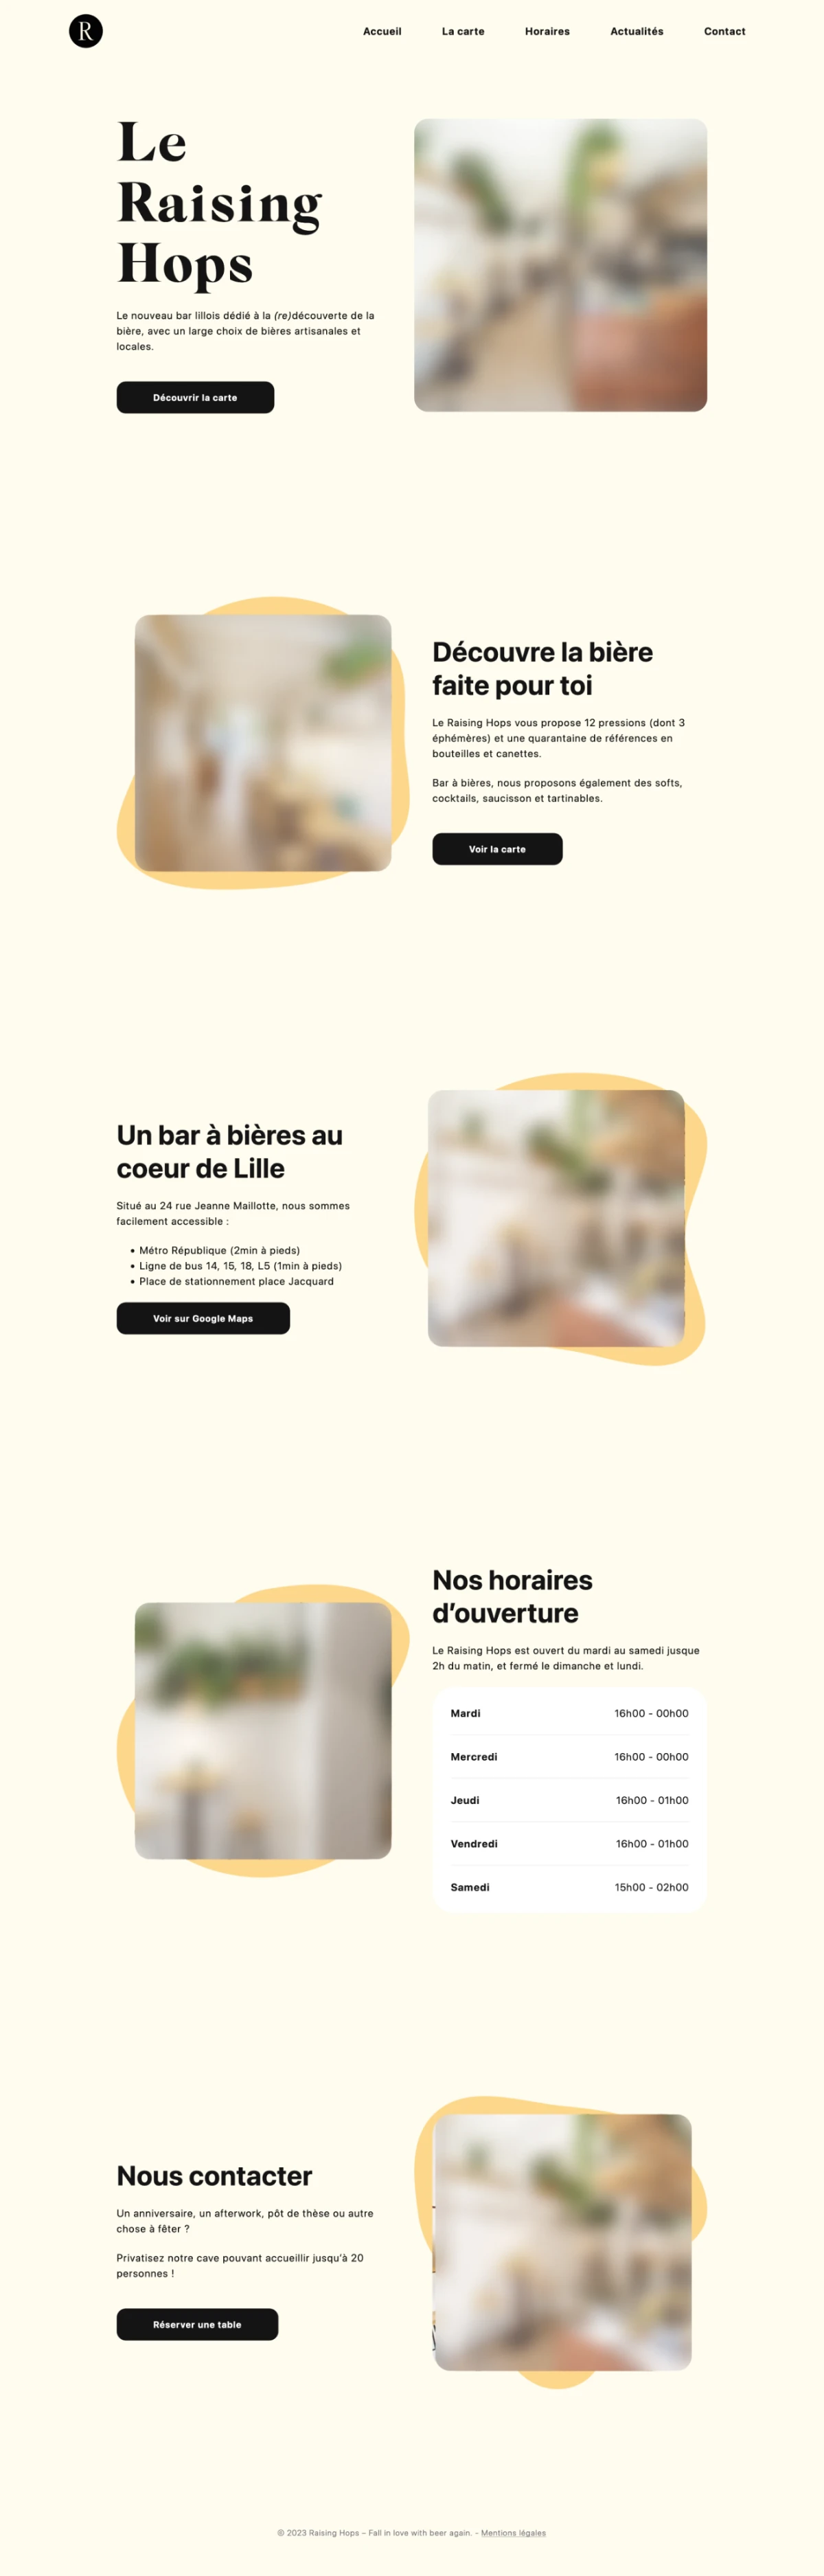 R
Accueil La carte Horaires Actualités Contact
Le
Raising
Hops
Le nouveau bar lillois dédié à la (re)découverte de la
bière, avec un large choix de bières artisanales et
locales.
Découvrir la carte
Découvre la bière
faite pour toi
Le Raising Hops vous propose 12 pressions (dont 3
éphémères) et une quarantaine de références en
bouteilles et canettes.
Bar à bières, nous proposons également des softs,
cocktails, saucisson et tartinables.
Voir la carte
Un bar à bières au
coeur de Lille
Situé au 24 rue Jeanne Maillotte, nous sommes
facilement accessible :
• Métro République (2min à pieds)
• Ligne de bus 14, 15, 18, L5 (1min à pieds)
• Place de stationnement place Jacquard
Voir sur Google Maps
Nos horaires
d’ouverture
Le Raising Hops est ouvert du mardi au samedi jusque
2h du matin, et fermé le dimanche et lundi.
Mardi 16h00 - 00h00
Mercredi 16h00 - 00h00
Jeudi 16h00 - 01h00
Vendredi 16h00 - 01h00
Samedi 15h00 - 02h00
Nous contacter
Un anniversaire, un afterwork, pôt de thèse ou autre
chose à fêter ?
Privatisez notre cave pouvant accueillir jusqu'à 20
personnes !
Réserver une table
© 2023 Raising Hops – Fall in love with beer again. - Mentions légales